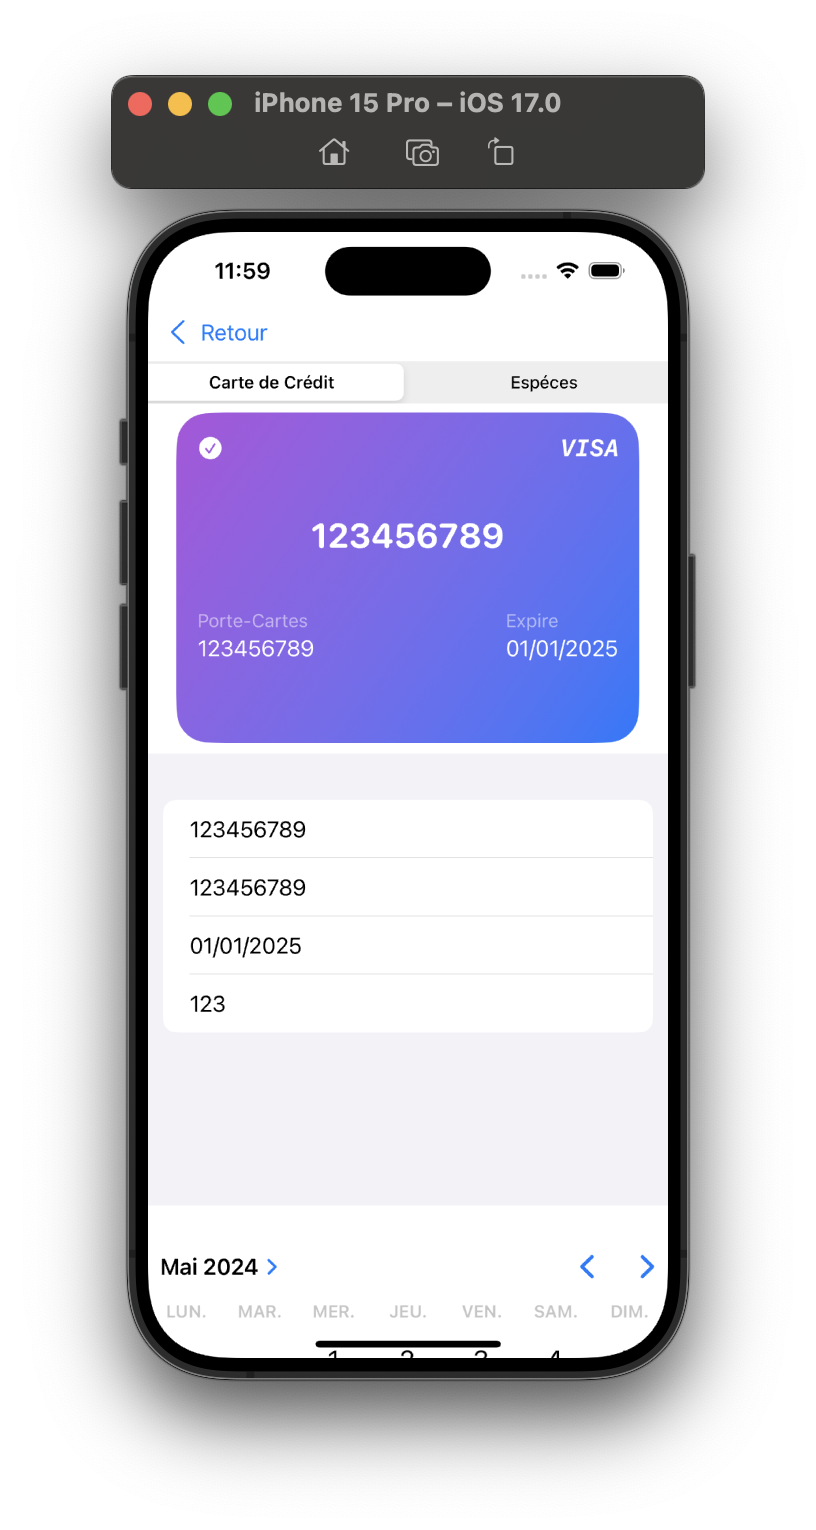 iPhone 15 Pro – iOS 17.0
11:59
Retour
Carte de Crédit Espéces
VISA
123456789
Porte-Cartes Expire
123456789 01/01/2025
123456789
123456789
01/01/2025
123
Mai 2024
LUN. MAR. MER. JEU. VEN. SAM. DIM.
1 2 3 4